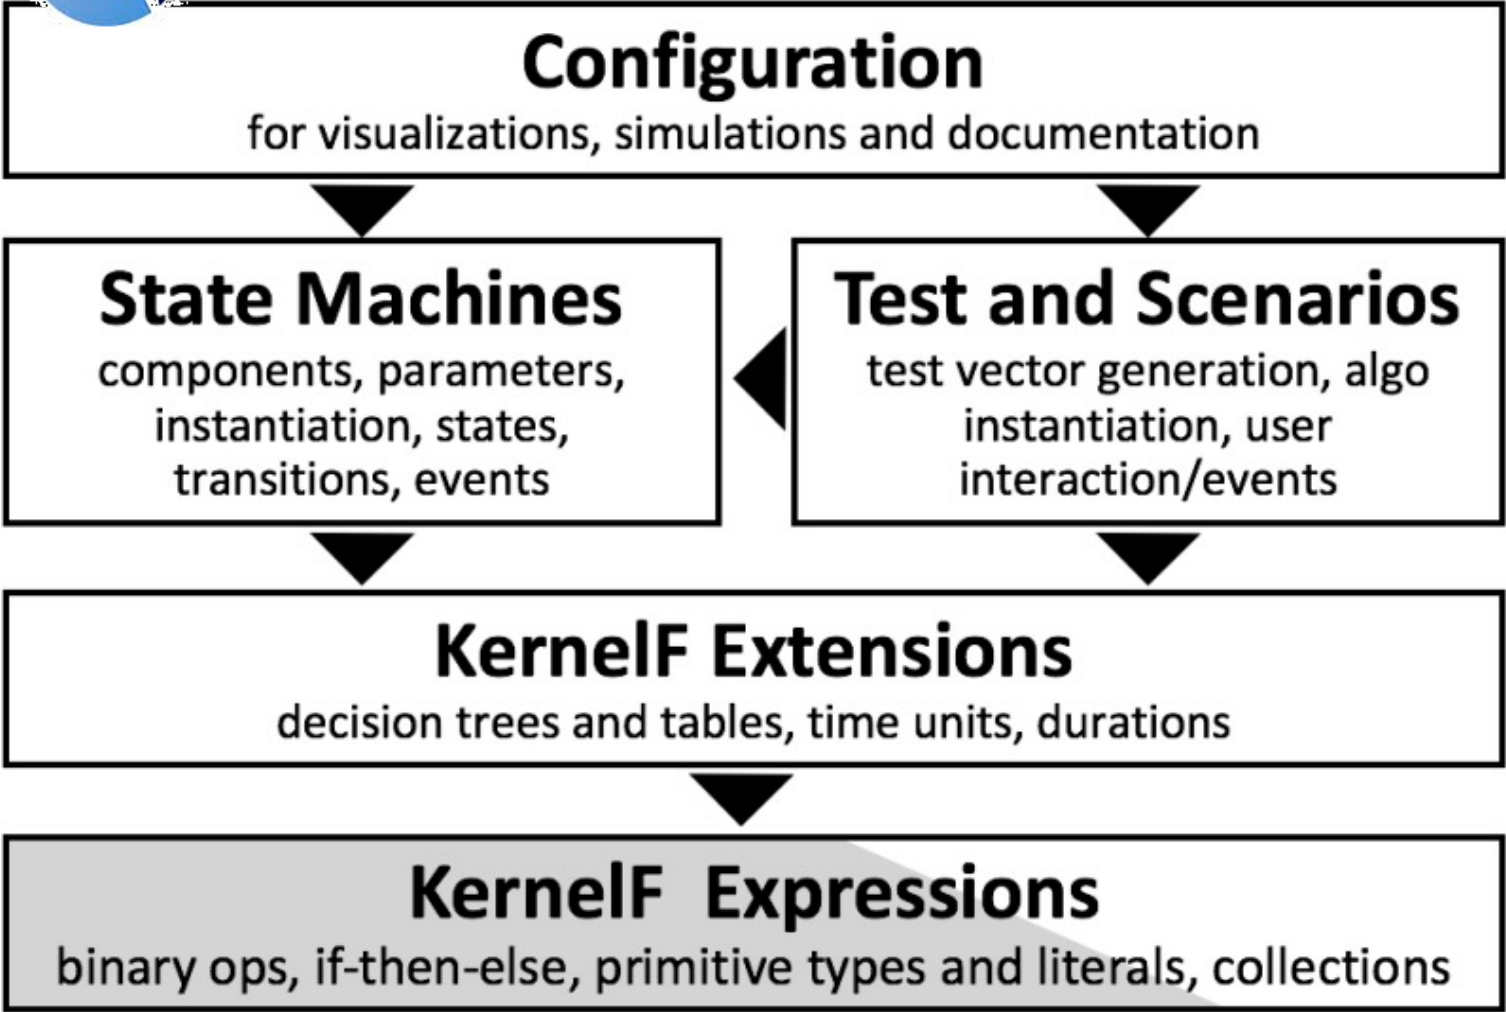 Configuration
for visualizations, simulations and documentation
State Machines
components, parameters,
instantiation, states,
transitions, events
Test and Scenarios
test vector generation, algo
instantiation, user
interaction/events
KernelF Extensions
decision trees and tables, time units, durations
KernelF Expressions
binary ops, if-then-else, primitive types and literals, collections